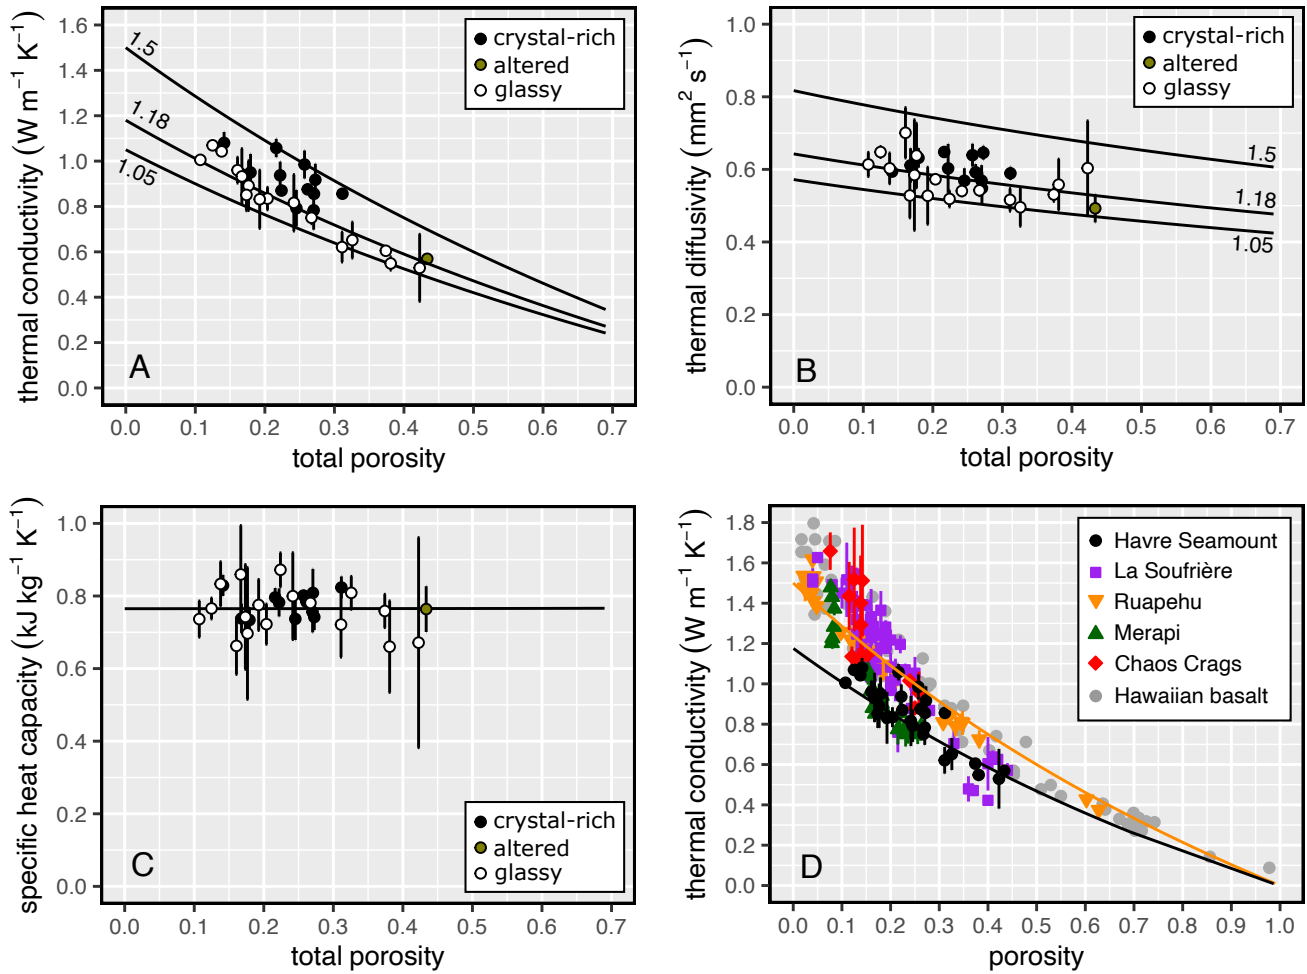 thermal conductivity (W m⁻¹ K⁻¹)
1.6
1.4
1.2
1.0
0.8
0.6
0.4
0.2
0.0
1.5
1.18
1.05
crystal-rich
altered
glassy
A
0.0 0.1 0.2 0.3 0.4 0.5 0.6 0.7
total porosity
thermal diffusivity (mm² s⁻¹)
1.0
0.8
0.6
0.4
0.2
0.0
crystal-rich
altered
glassy
1.5
1.18
1.05
B
0.0 0.1 0.2 0.3 0.4 0.5 0.6 0.7
total porosity
specific heat capacity (kJ kg⁻¹ K⁻¹)
1.0
0.8
0.6
0.4
0.2
0.0
crystal-rich
altered
glassy
C
0.0 0.1 0.2 0.3 0.4 0.5 0.6 0.7
total porosity
thermal conductivity (W m⁻¹ K⁻¹)
1.8
1.6
1.4
1.2
1.0
0.8
0.6
0.4
0.2
0.0
Havre Seamount
La Soufrière
Ruapehu
Merapi
Chaos Crags
Hawaiian basalt
D
0.0 0.1 0.2 0.3 0.4 0.5 0.6 0.7 0.8 0.9 1.0
porosity